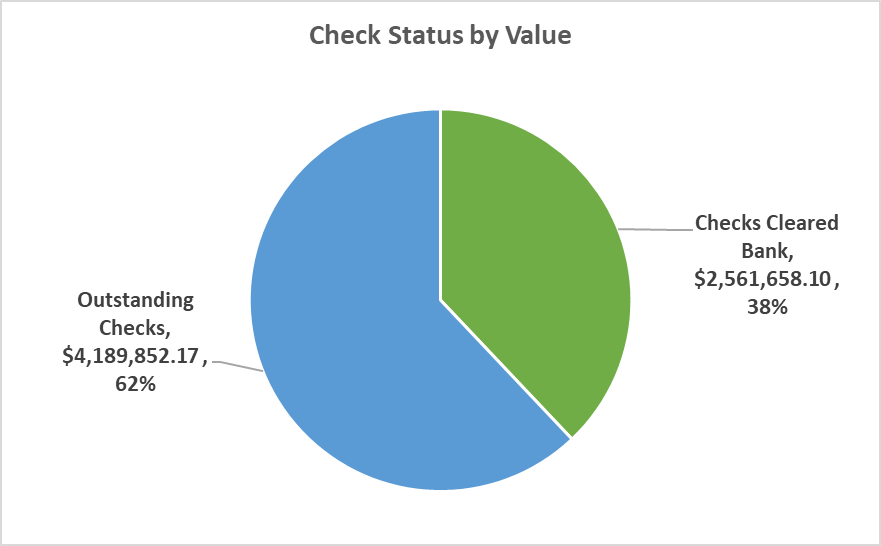 Check Status by Value
Checks Cleared
Bank,
$2,561,658.10 ,
38%
Outstanding
Checks,
$4,189,852.17 ,
62%